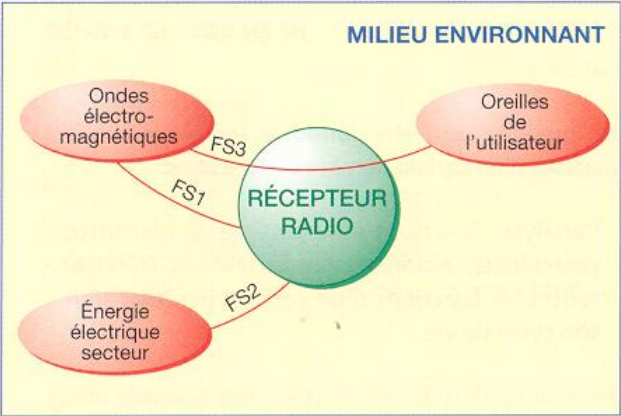 MILIEU ENVIRONNANT
Ondes
électro-
magnétiques
Oreilles
de
l'utilisateur
FS3
FS1
RÉCEPTEUR
RADIO
FS2
Énergie
électrique
secteur